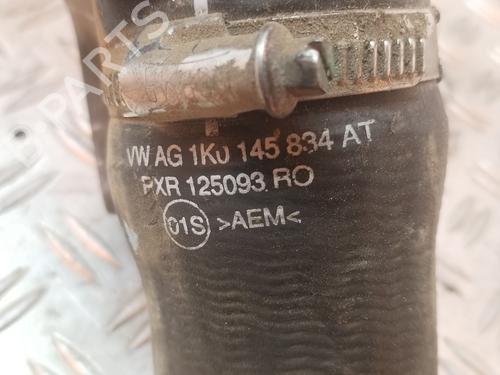 VW AG 1K0 145 834 AT
PXR 125093 RO
01S >AEM<